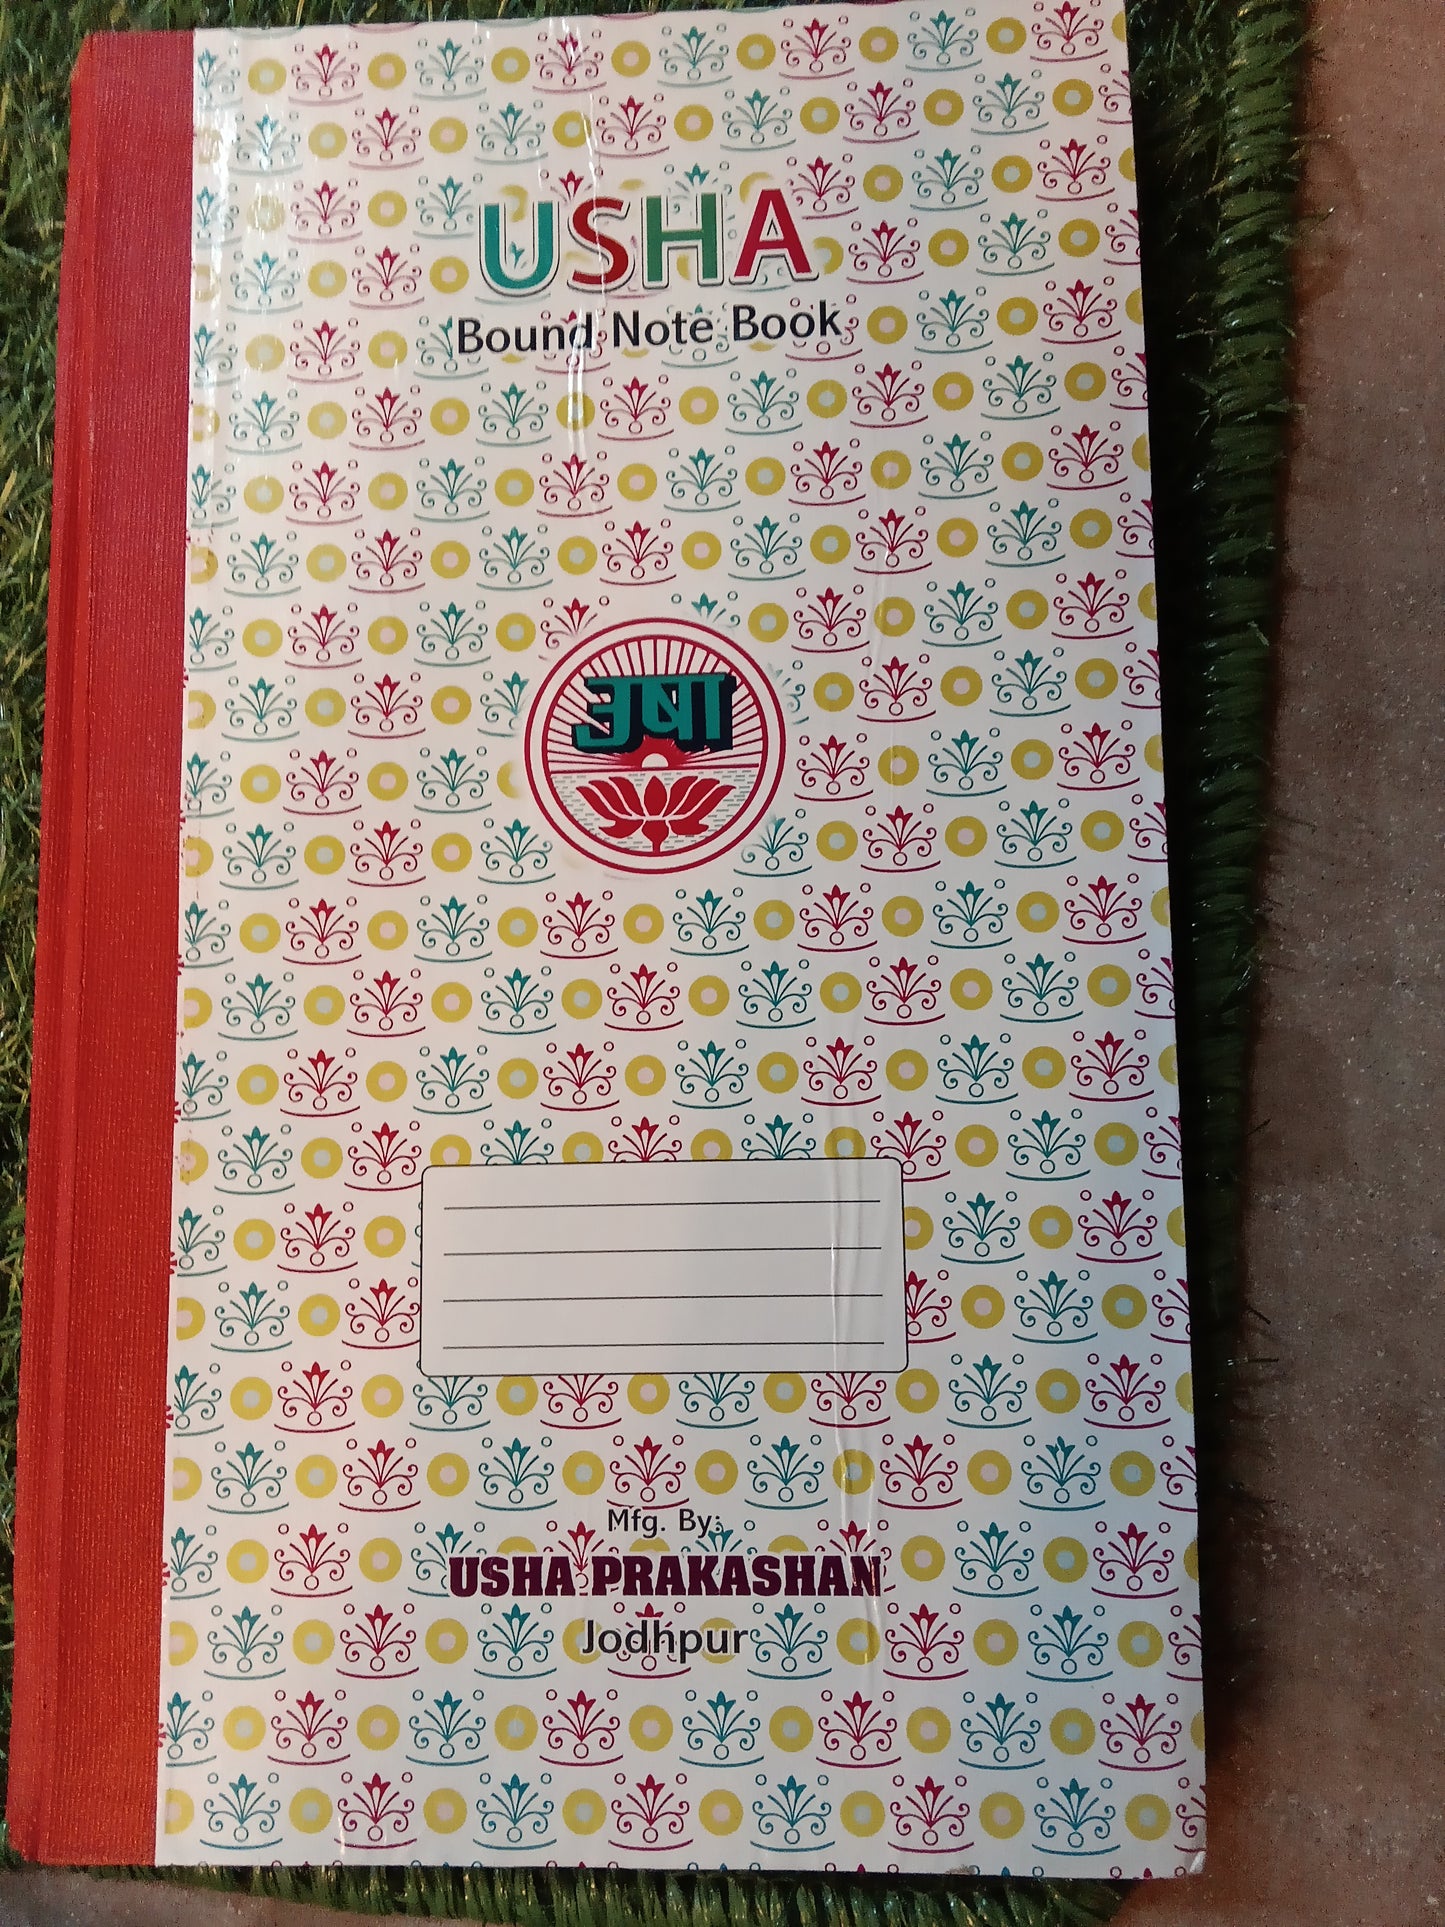 USHA
Bound Note Book
उषा
Mfg. By:
USHA PRAKASHAN
Jodhpur